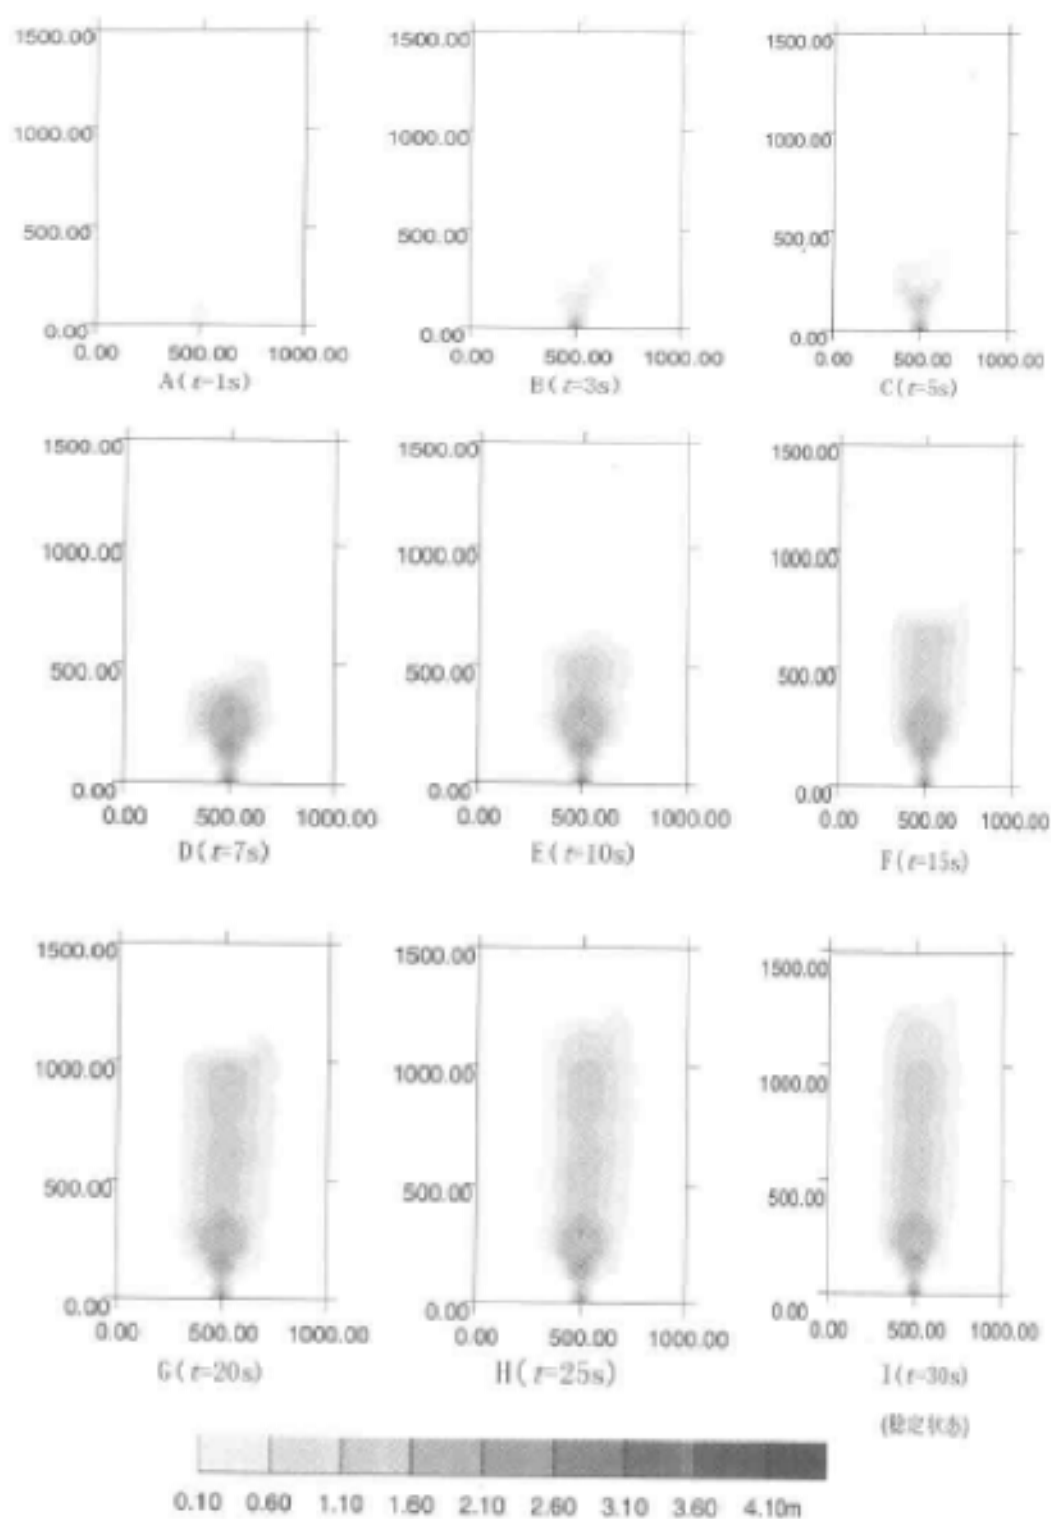 1500.00 1500.00 1500.00
1000.00 1000.00 1000.00
500.00 500.00 500.00
0.00 0.00 0.00
0.00 500.00 1000.00 0.00 500.00 1000.00 0.00 500.00 1000.00
A(t=1s) B(t=3s) C(t=5s)
1500.00 1500.00 1500.00
1000.00 1000.00 1000.00
500.00 500.00 500.00
0.00 0.00 0.00
0.00 500.00 1000.00 0.00 500.00 1000.00 0.00 500.00 1000.00
D(t=7s) E(t=10s) F(t=15s)
1500.00 1500.00 1500.00
1000.00 1000.00 1000.00
500.00 500.00 500.00
0.00 0.00 0.00
0.00 500.00 1000.00 0.00 500.00 1000.00 0.00 500.00 1000.00
G(t=20s) H(t=25s) I(t=30s)
(稳定状态)
0.10 0.60 1.10 1.60 2.10 2.60 3.10 3.60 4.10m